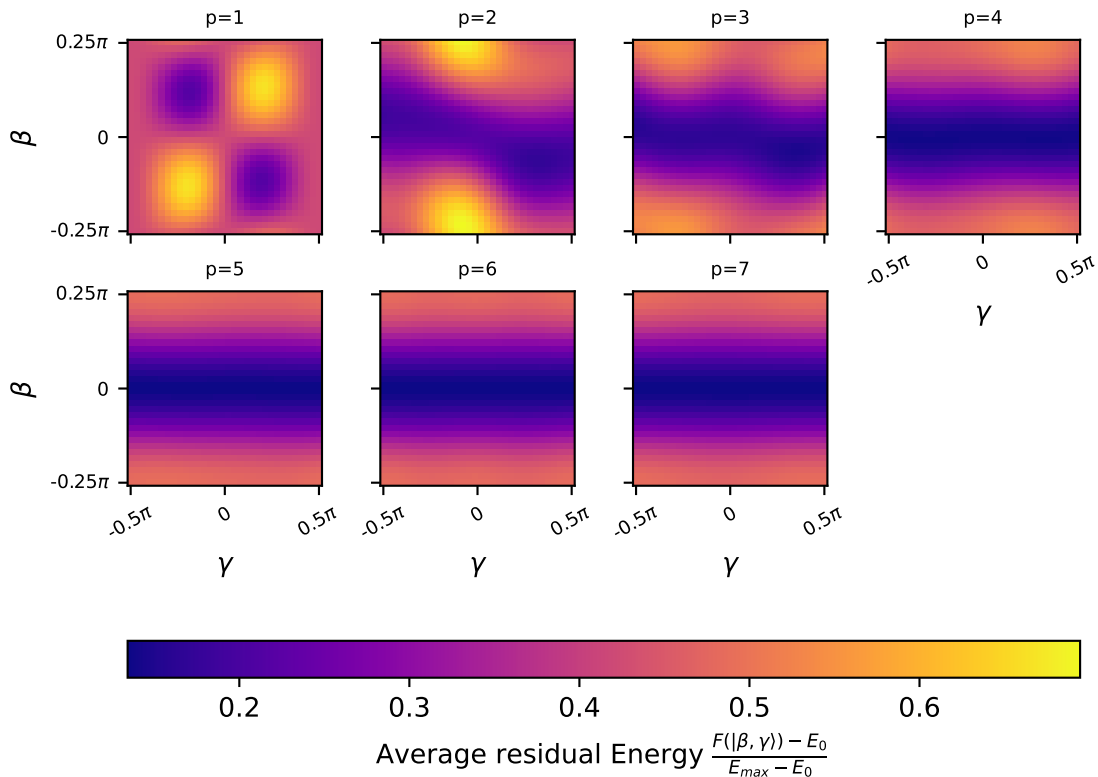 p=1 p=2 p=3 p=4
0.25π
β 0
-0.25π
-0.5π 0 0.5π
γ
p=5 p=6 p=7
0.25π
β 0
-0.25π
-0.5π 0 0.5π -0.5π 0 0.5π -0.5π 0 0.5π
γ γ γ
0.2 0.3 0.4 0.5 0.6
Average residual Energy F(|β, γ⟩) − E₀ / Eₘₐₓ − E₀